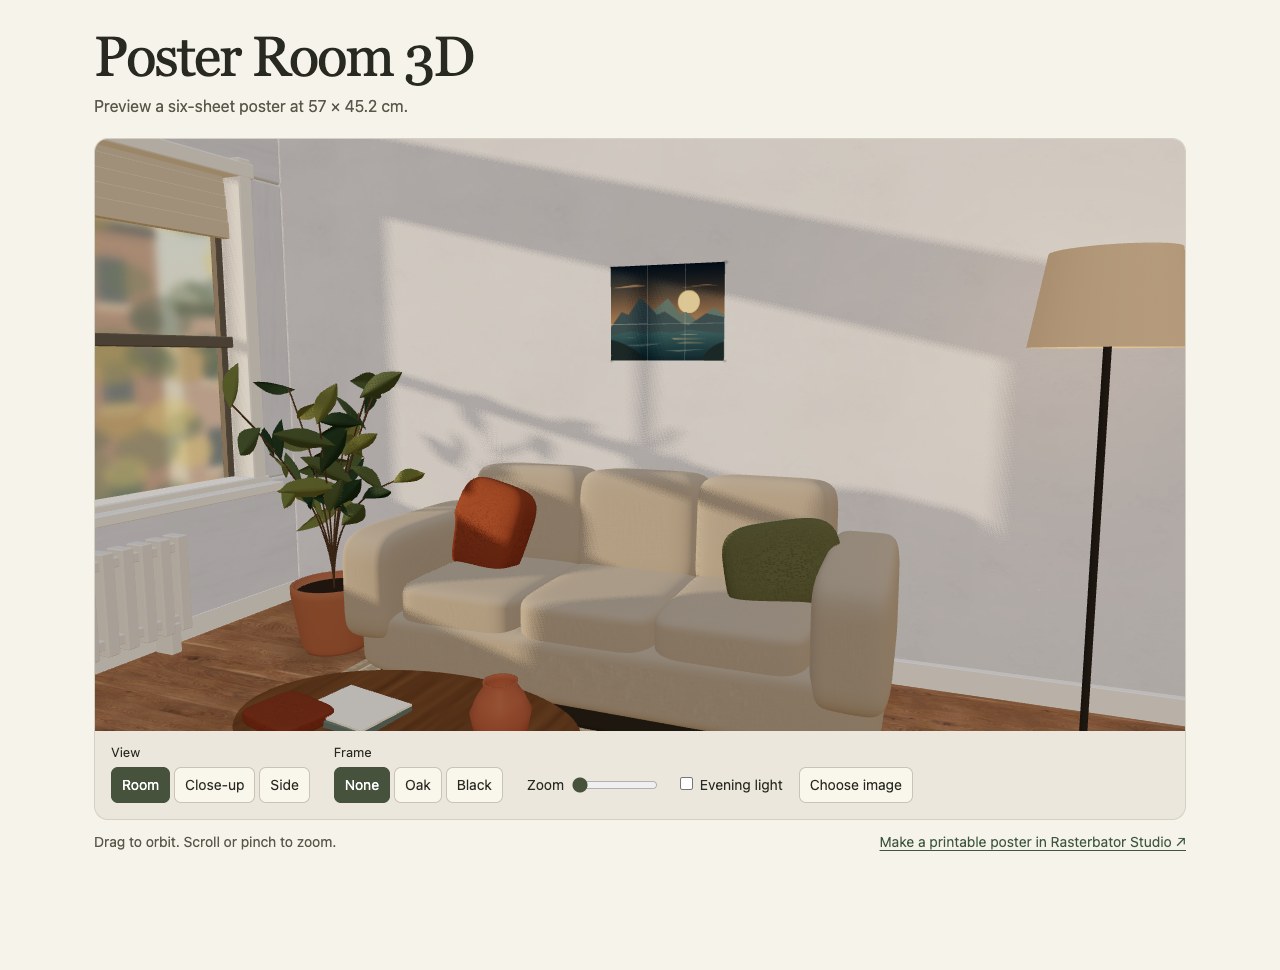 Poster Room 3D
Preview a six-sheet poster at 57 × 45.2 cm.
View
Frame
Room
Close-up
Side
None
Oak
Black
Zoom
Evening light
Choose image
Drag to orbit. Scroll or pinch to zoom.
Make a printable poster in Rasterbator Studio ↗